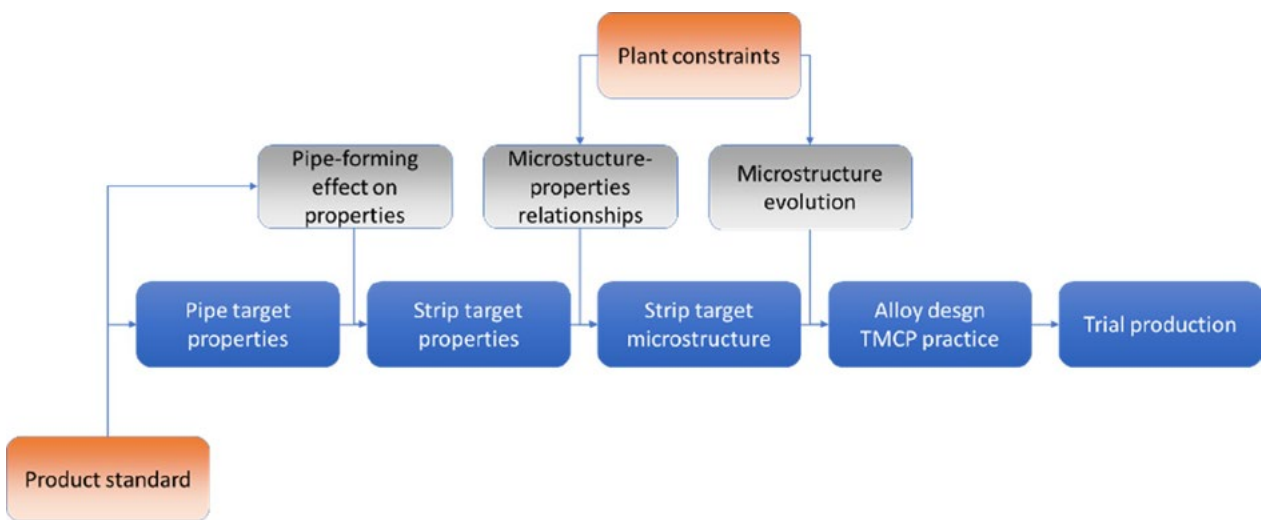 Plant constraints
Pipe-forming
effect on
properties
Microstucture-
properties
relationships
Microstructure
evolution
Pipe target
properties
Strip target
properties
Strip target
microstructure
Alloy desgn
TMCP practice
Trial production
Product standard